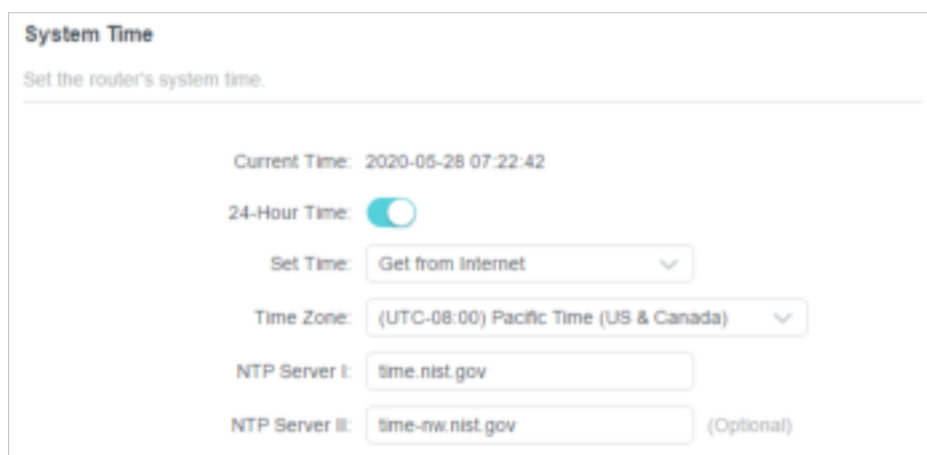 System Time
Set the router's system time.
Current Time: 2020-05-28 07:22:42
24-Hour Time:
Set Time: Get from Internet
Time Zone: (UTC-08:00) Pacific Time (US & Canada)
NTP Server I: time.nist.gov
NTP Server II: time-nw.nist.gov (Optional)